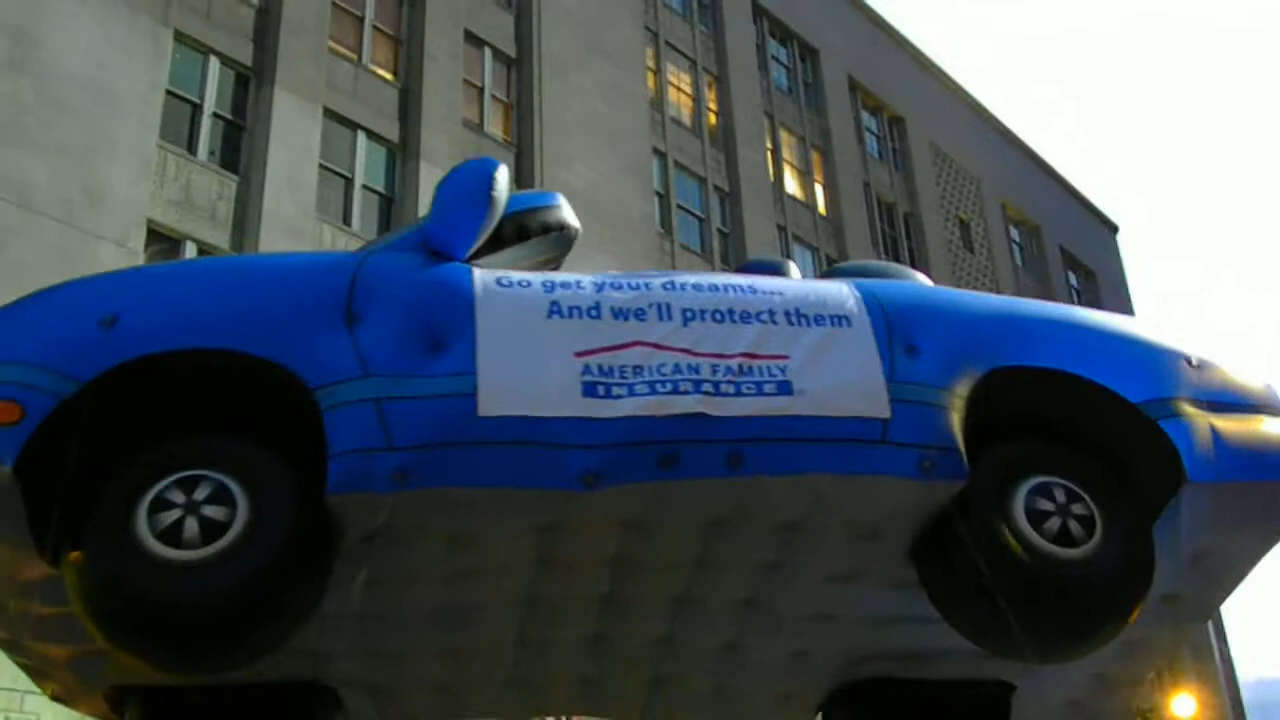 Go get your dreams...
And we'll protect them
AMERICAN FAMILY
INSURANCE